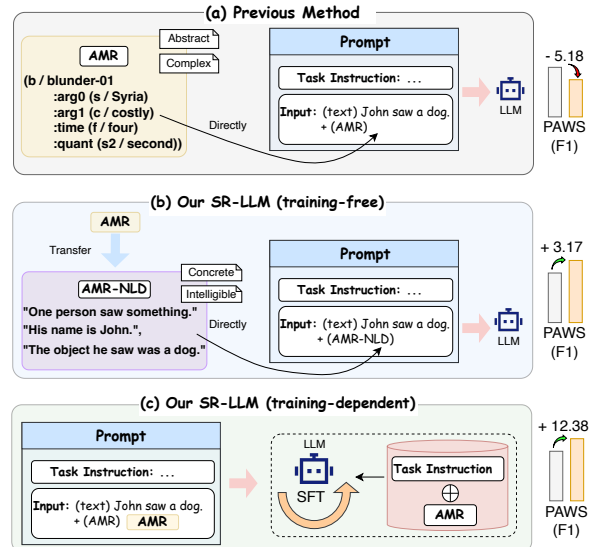 (a) Previous Method
AMR
Abstract
Complex
(b / blunder-01
:arg0 (s / Syria)
:arg1 (c / costly)
:time (f / four)
:quant (s2 / second))
Directly
Prompt
Task Instruction: ...
Input: (text) John saw a dog.
+ (AMR)
LLM
- 5.18
PAWS
(F1)
(b) Our SR-LLM (training-free)
AMR
Transfer
Concrete
Intelligible
AMR-NLD
"One person saw something."
"His name is John.",
"The object he saw was a dog."
Directly
Prompt
Task Instruction: ...
Input: (text) John saw a dog.
+ (AMR-NLD)
LLM
+ 3.17
PAWS
(F1)
(c) Our SR-LLM (training-dependent)
Prompt
Task Instruction: ...
Input: (text) John saw a dog.
+ (AMR) AMR
LLM
SFT
Task Instruction
AMR
+ 12.38
PAWS
(F1)